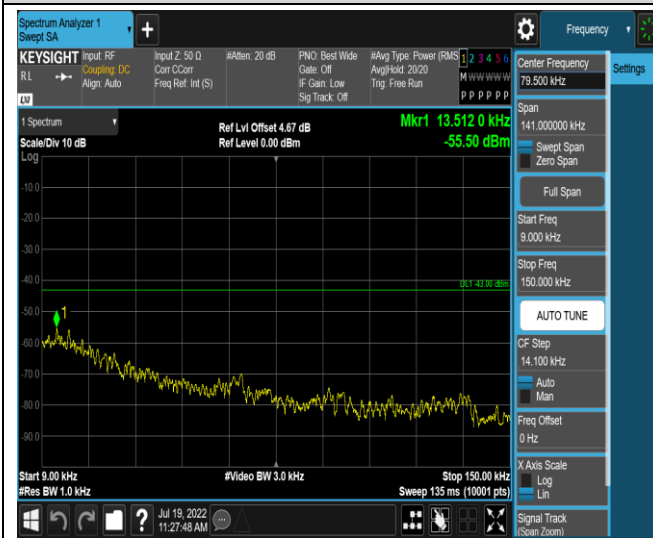 Spectrum Analyzer 1
Swept SA
+
Frequency
KEYSIGHT
RL
LXI
Input: RF
Coupling: DC
Align: Auto
Input Z: 50 Ω
Corr CCorr
Freq Ref: Int (S)
#Atten: 20 dB
PNO: Best Wide
Gate: Off
IF Gain: Low
Sig Track: Off
#Avg Type: Power (RMS
Avg|Hold: 20/20
Trig: Free Run
1 2 3 4 5 6
M W W W W W
P P P P P P
Center Frequency
79.500 kHz
Settings
Span
141.000000 kHz
Swept Span
Zero Span
Full Span
Start Freq
9.000 kHz
Stop Freq
150.000 kHz
AUTO TUNE
CF Step
14.100 kHz
Auto
Man
Freq Offset
0 Hz
X Axis Scale
Log
Lin
Signal Track
(Span Zoom)
1 Spectrum
Scale/Div 10 dB
Log
Ref Lvl Offset 4.67 dB
Ref Level 0.00 dBm
Mkr1 13.512 0 kHz
-55.50 dBm
-10.0
-20.0
-30.0
-40.0
DL1 -43.00 dBm
-50.0
1
-60.0
-70.0
-80.0
-90.0
Start 9.00 kHz
#Video BW 3.0 kHz
Stop 150.00 kHz
#Res BW 1.0 kHz
Sweep 135 ms (10001 pts)
?
Jul 19, 2022
11:27:48 AM